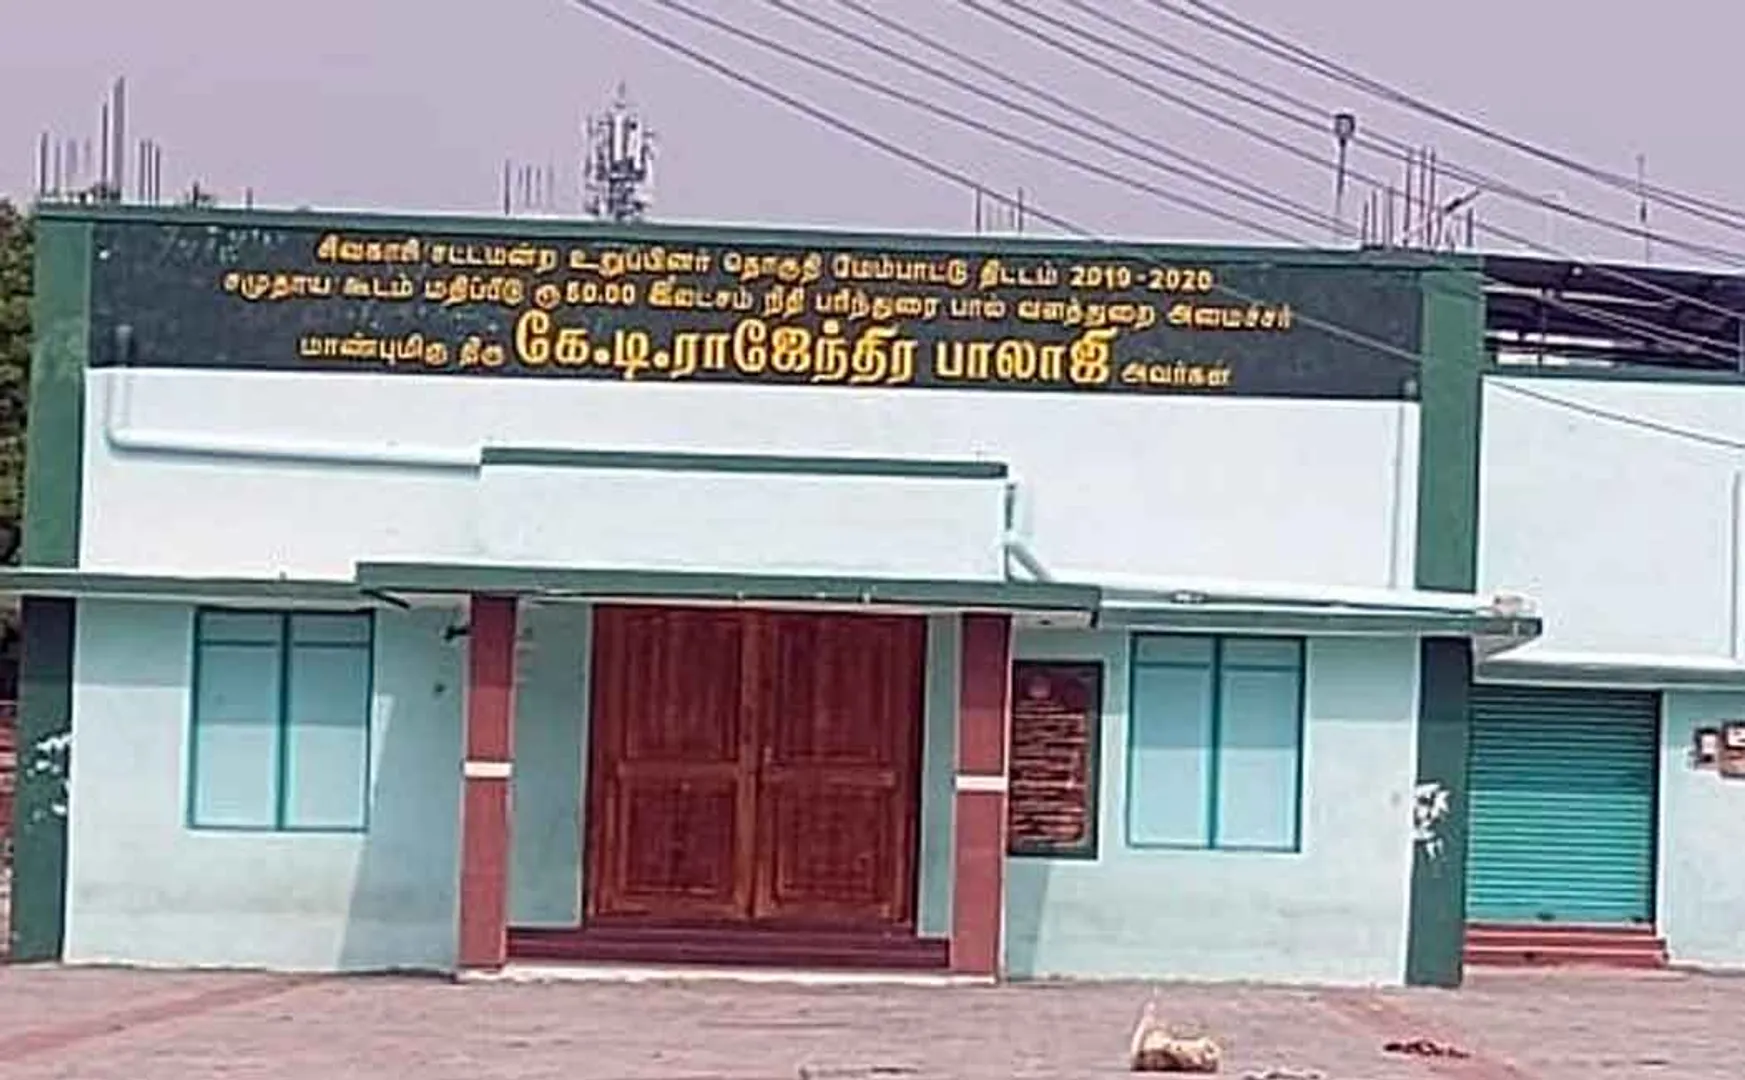 சிவகாசி சட்டமன்ற உறுப்பினர் தொகுதி மேம்பாட்டு திட்டம் 2019-2020
சமுதாய கூடம் மதிப்பீடு ரூ 50.00 இலட்சம் நிதி பரிந்துரை பால் வளத்துறை அமைச்சர்
மாண்புமிகு திரு கே.டி.ராஜேந்திர பாலாஜி அவர்கள்